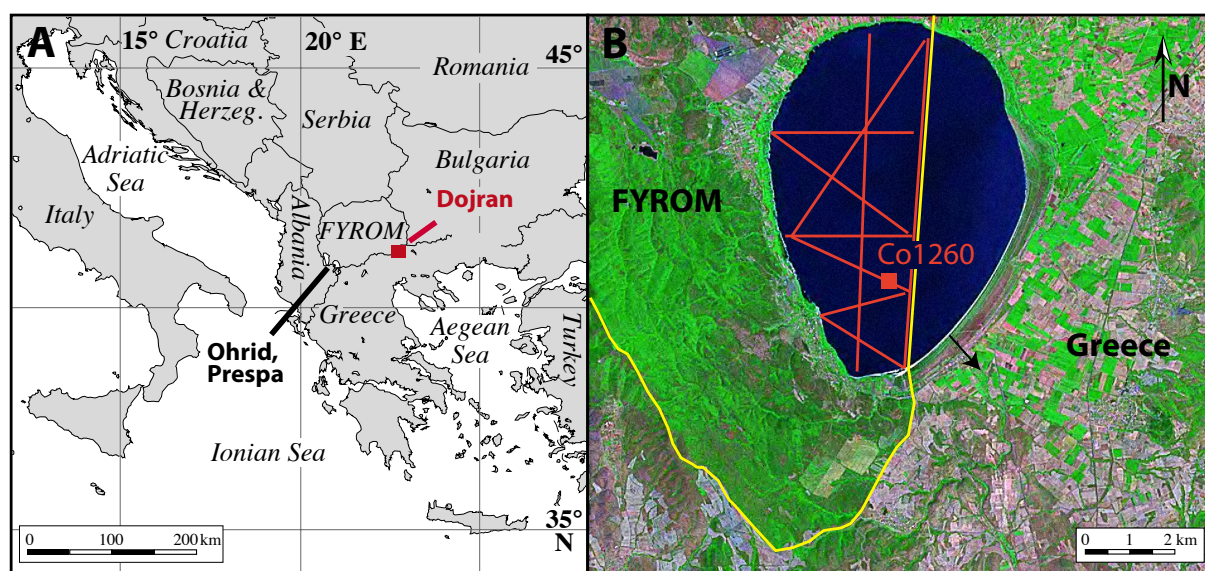 A
15°
Croatia
20° E
45°
Romania
Bosnia &
Herzeg.
Serbia
Adriatic
Sea
Bulgaria
Dojran
Italy
Albania
FYROM
Greece
Aegean
Sea
Turkey
Ohrid,
Prespa
Ionian Sea
35°
N
0 100 200 km
B
N
FYROM
Co1260
Greece
0 1 2 km